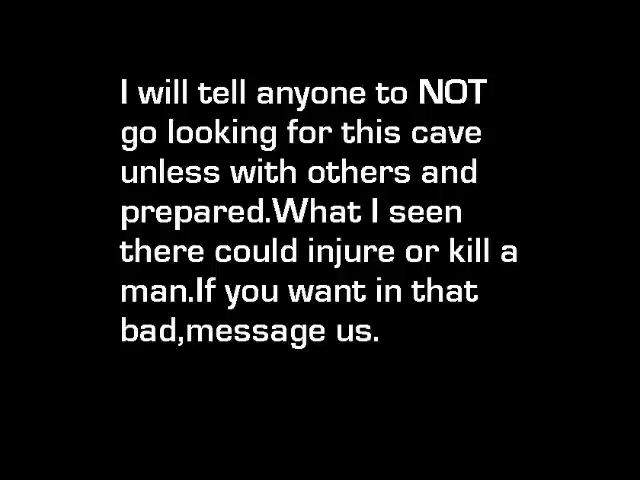 I will tell anyone to NOT
go looking for this cave
unless with others and
prepared.What I seen
there could injure or kill a
man.If you want in that
bad,message us.